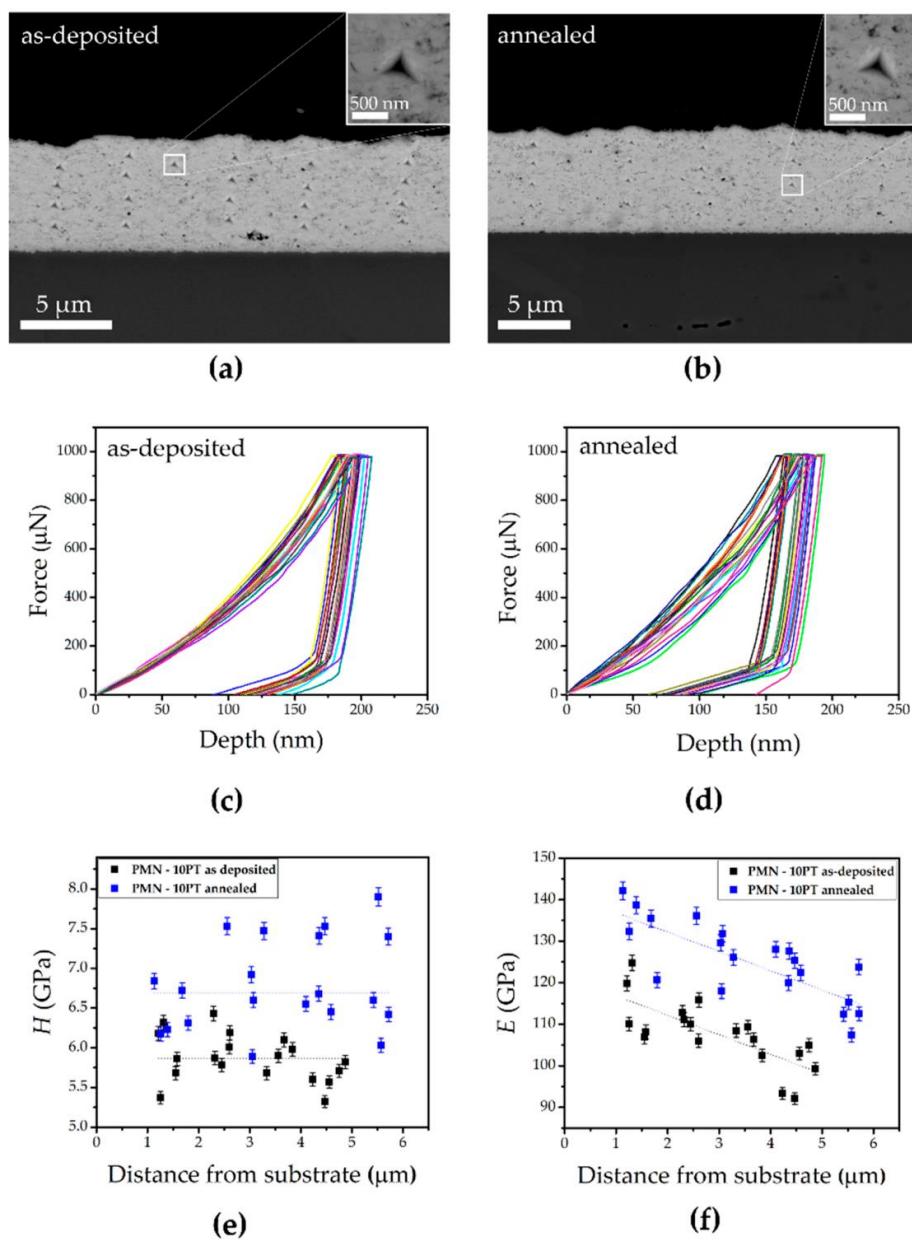 as-deposited
500 nm
5 μm
(a)
annealed
500 nm
5 μm
(b)
as-deposited
1000
800
600
400
200
0
0 50 100 150 200 250
Force (μN)
Depth (nm)
(c)
annealed
1000
800
600
400
200
0
0 50 100 150 200 250
Force (μN)
Depth (nm)
(d)
PMN - 10PT as deposited
PMN - 10PT annealed
8.0
7.5
7.0
6.5
6.0
5.5
5.0
0 1 2 3 4 5 6
H (GPa)
Distance from substrate (μm)
(e)
PMN - 10PT as-deposited
PMN - 10PT annealed
150
140
130
120
110
100
90
0 1 2 3 4 5 6
E (GPa)
Distance from substrate (μm)
(f)